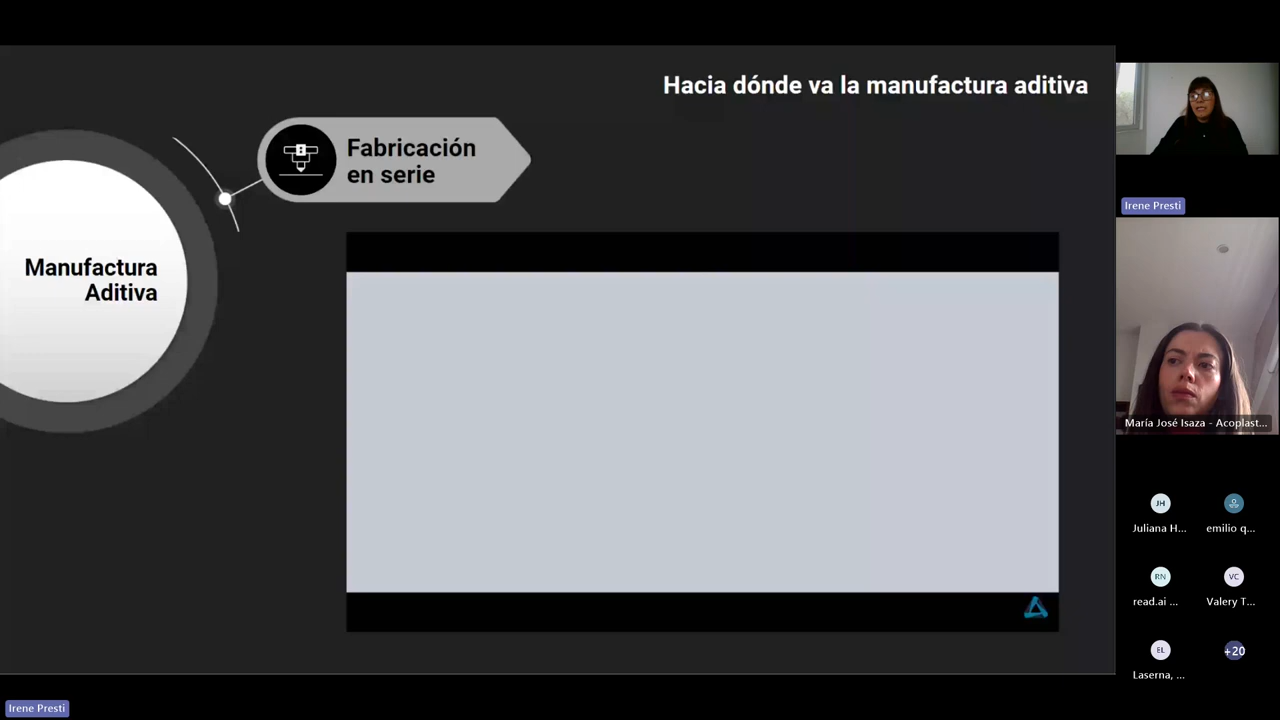 Hacia dónde va la manufactura aditiva
Fabricación
en serie
Manufactura
Aditiva
Irene Presti
María José Isaza - Acoplast...
JH
Juliana H...
emilio q...
RN
read.ai ...
VC
Valery T...
EL
Laserna, ...
+20
Irene Presti